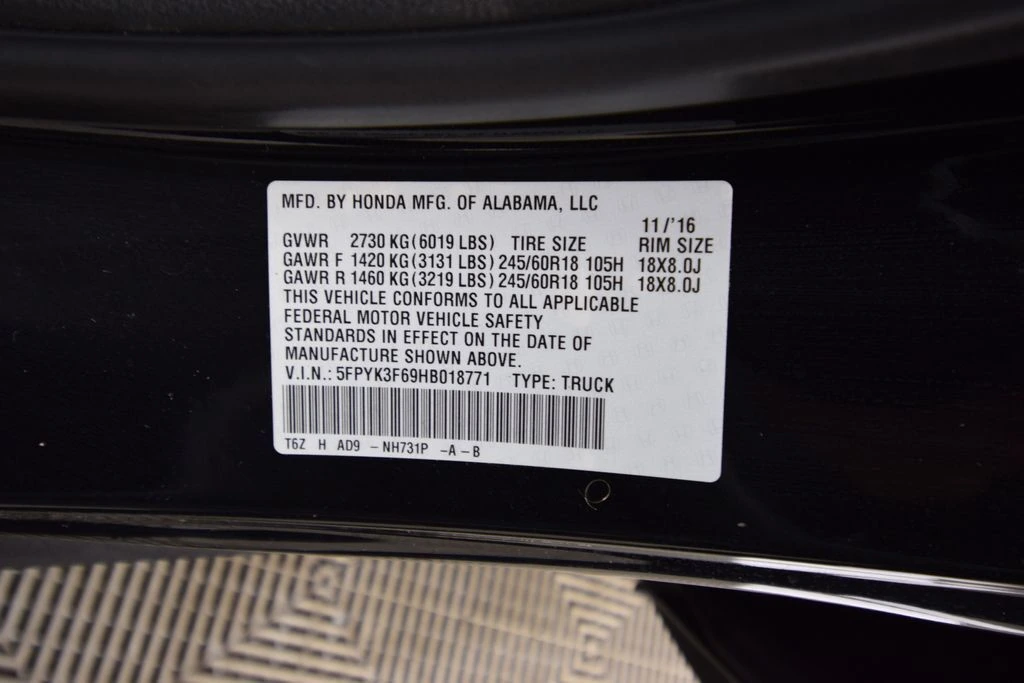 MFD. BY HONDA MFG. OF ALABAMA, LLC
11/'16
GVWR 2730 KG(6019 LBS) TIRE SIZE RIM SIZE
GAWR F 1420 KG(3131 LBS) 245/60R18 105H 18X8.0J
GAWR R 1460 KG(3219 LBS) 245/60R18 105H 18X8.0J
THIS VEHICLE CONFORMS TO ALL APPLICABLE
FEDERAL MOTOR VEHICLE SAFETY
STANDARDS IN EFFECT ON THE DATE OF
MANUFACTURE SHOWN ABOVE.
V.I.N.: 5FPYK3F69HB018771 TYPE: TRUCK
T6Z H AD9 -NH731P -A-B